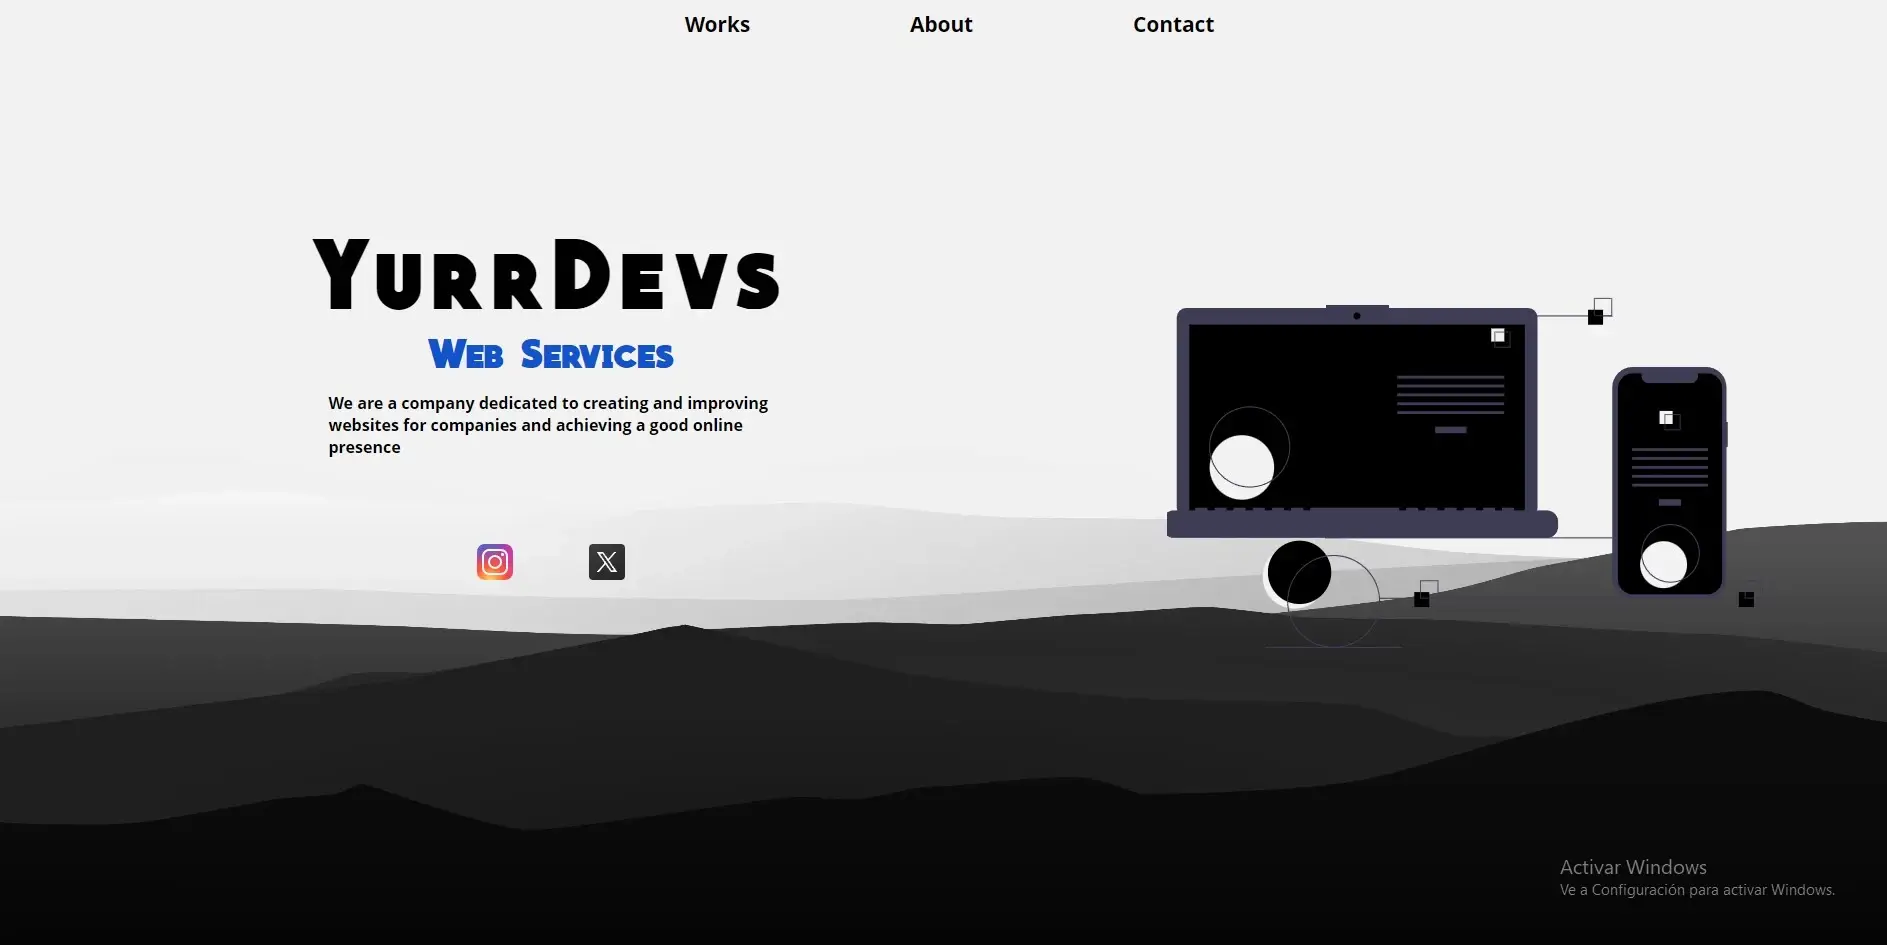 Works About Contact
YurrDevs
Web Services
We are a company dedicated to creating and improving
websites for companies and achieving a good online
presence
Activar Windows
Ve a Configuración para activar Windows.